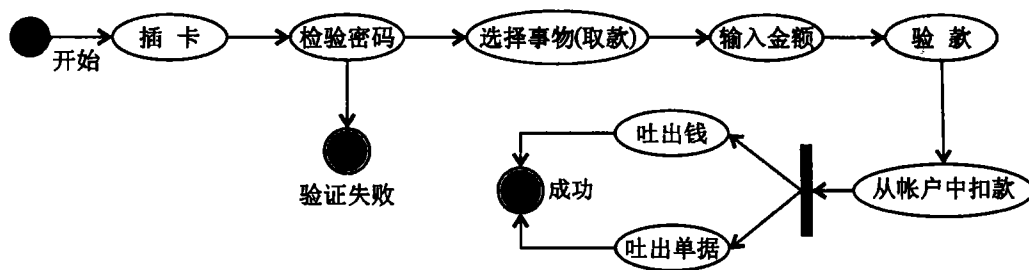 开始
插 卡
检验密码
选择事物(取款)
输入金额
验 款
验证失败
吐出钱
成功
从帐户中扣款
吐出单据